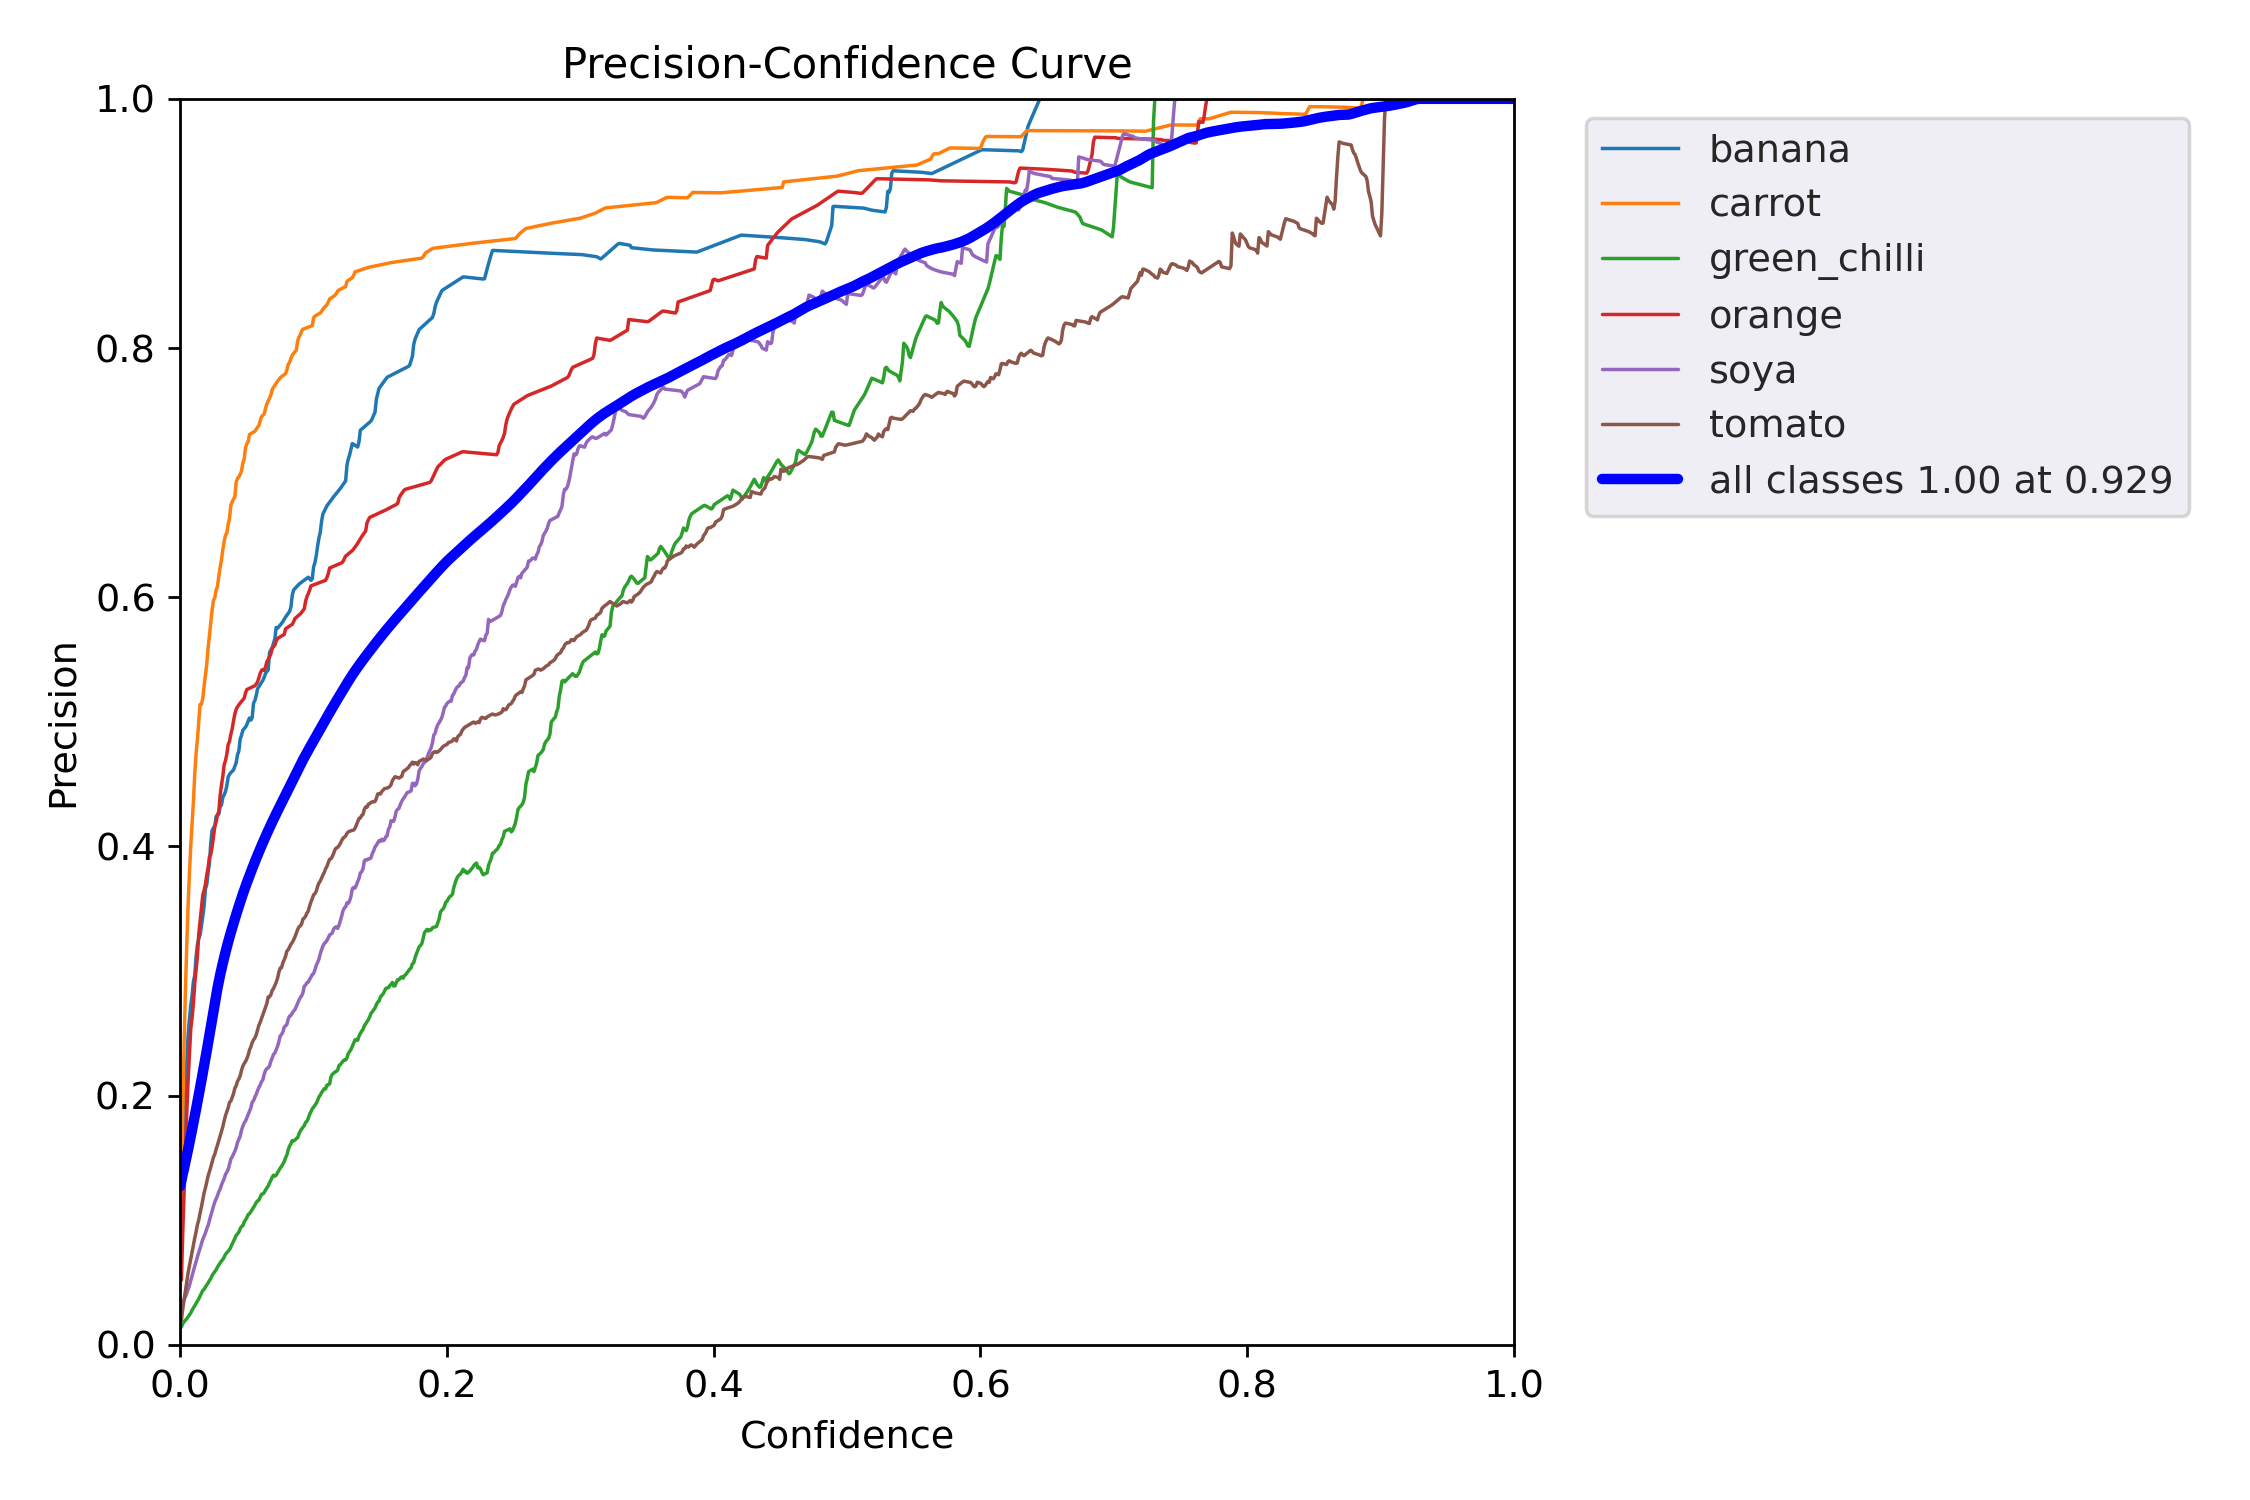 Precision-Confidence Curve
1.0
0.8
0.6
0.4
0.2
0.0
Precision
0.0 0.2 0.4 0.6 0.8 1.0
Confidence
banana
carrot
green_chilli
orange
soya
tomato
all classes 1.00 at 0.929